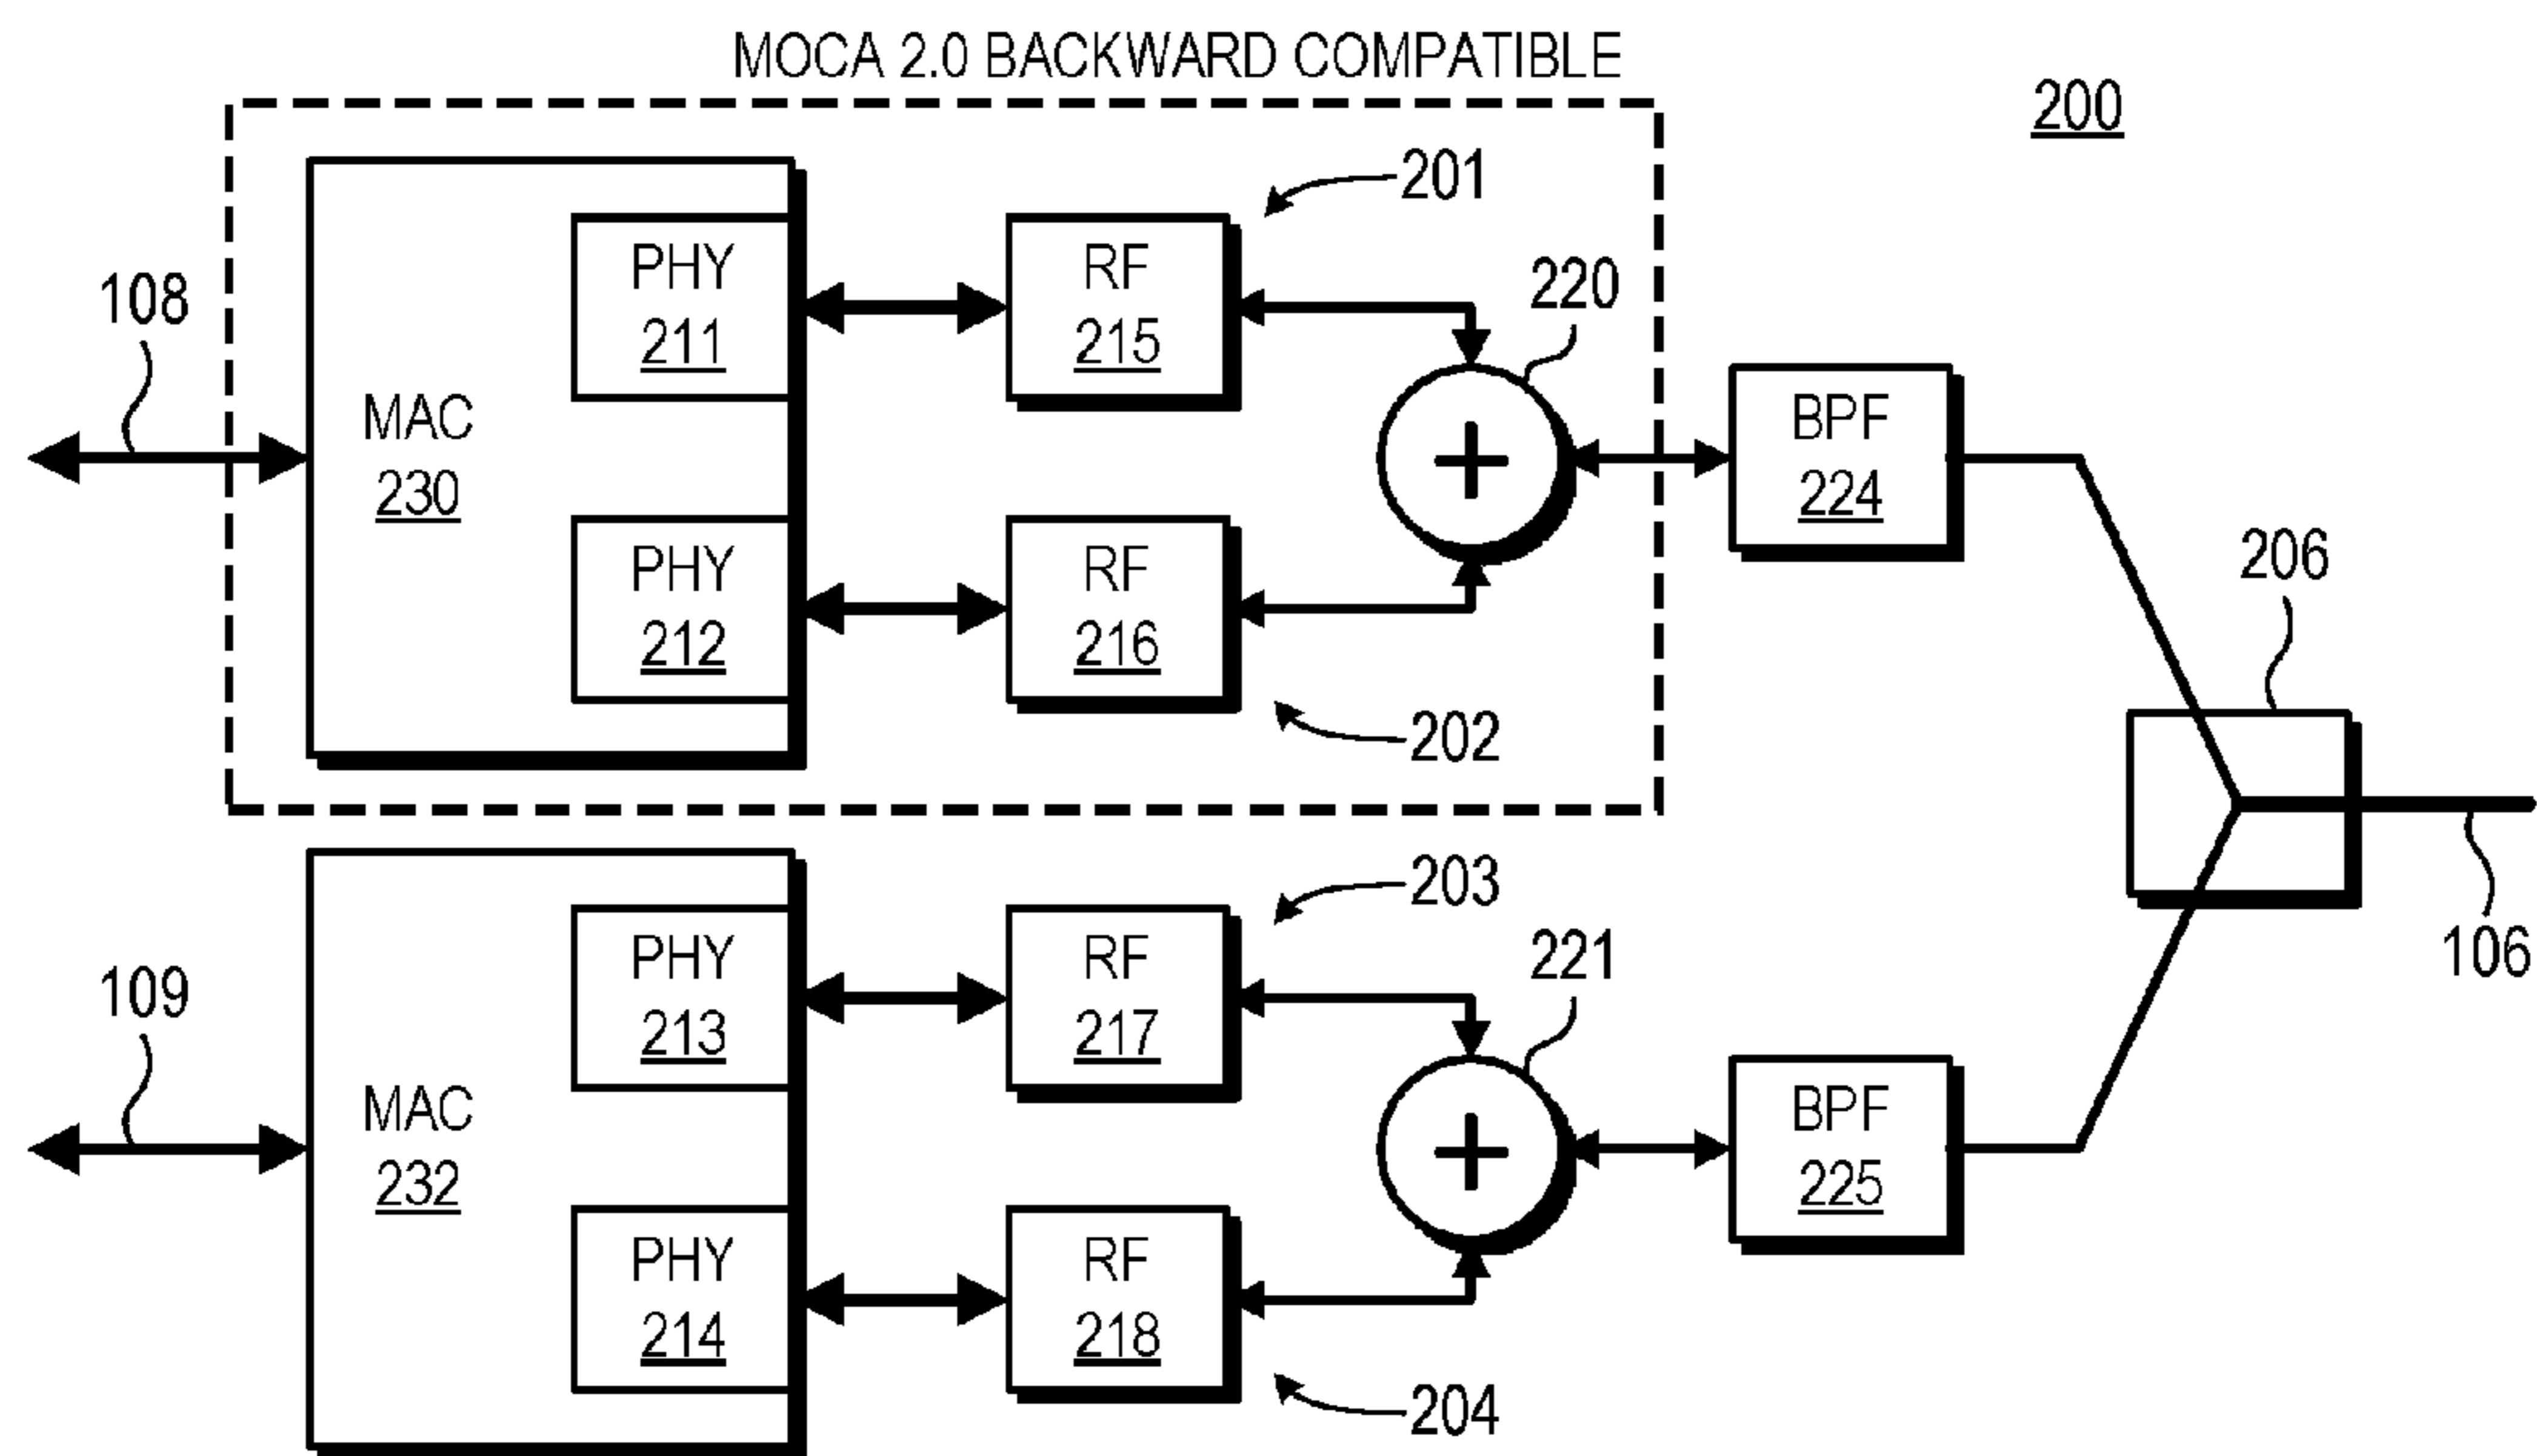 MOCA 2.0 BACKWARD COMPATIBLE
200
201
PHY
211
RF
215
220
108
MAC
230
BPF
224
PHY
212
RF
216
206
202
203
PHY
213
RF
217
221
106
109
MAC
232
BPF
225
PHY
214
RF
218
204